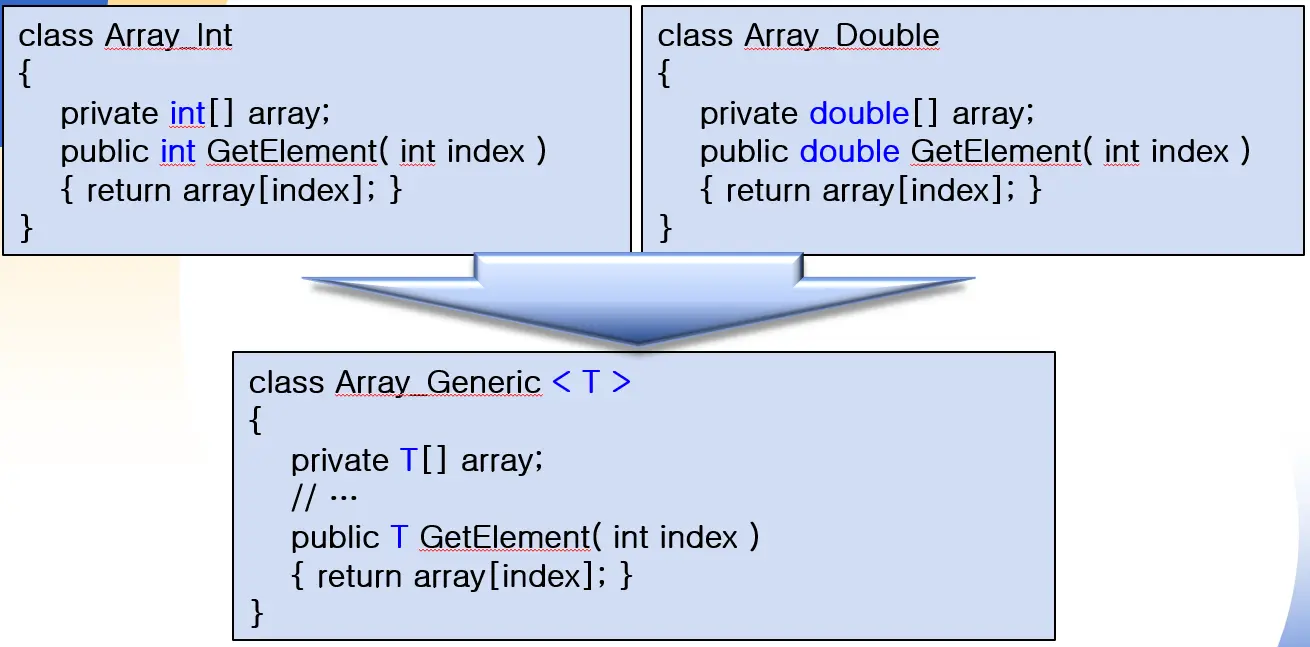 class Array_Int
{
private int[] array;
public int GetElement( int index )
{ return array[index]; }
}
class Array_Double
{
private double[] array;
public double GetElement( int index )
{ return array[index]; }
}
class Array_Generic < T >
{
private T[] array;
// …
public T GetElement( int index )
{ return array[index]; }
}